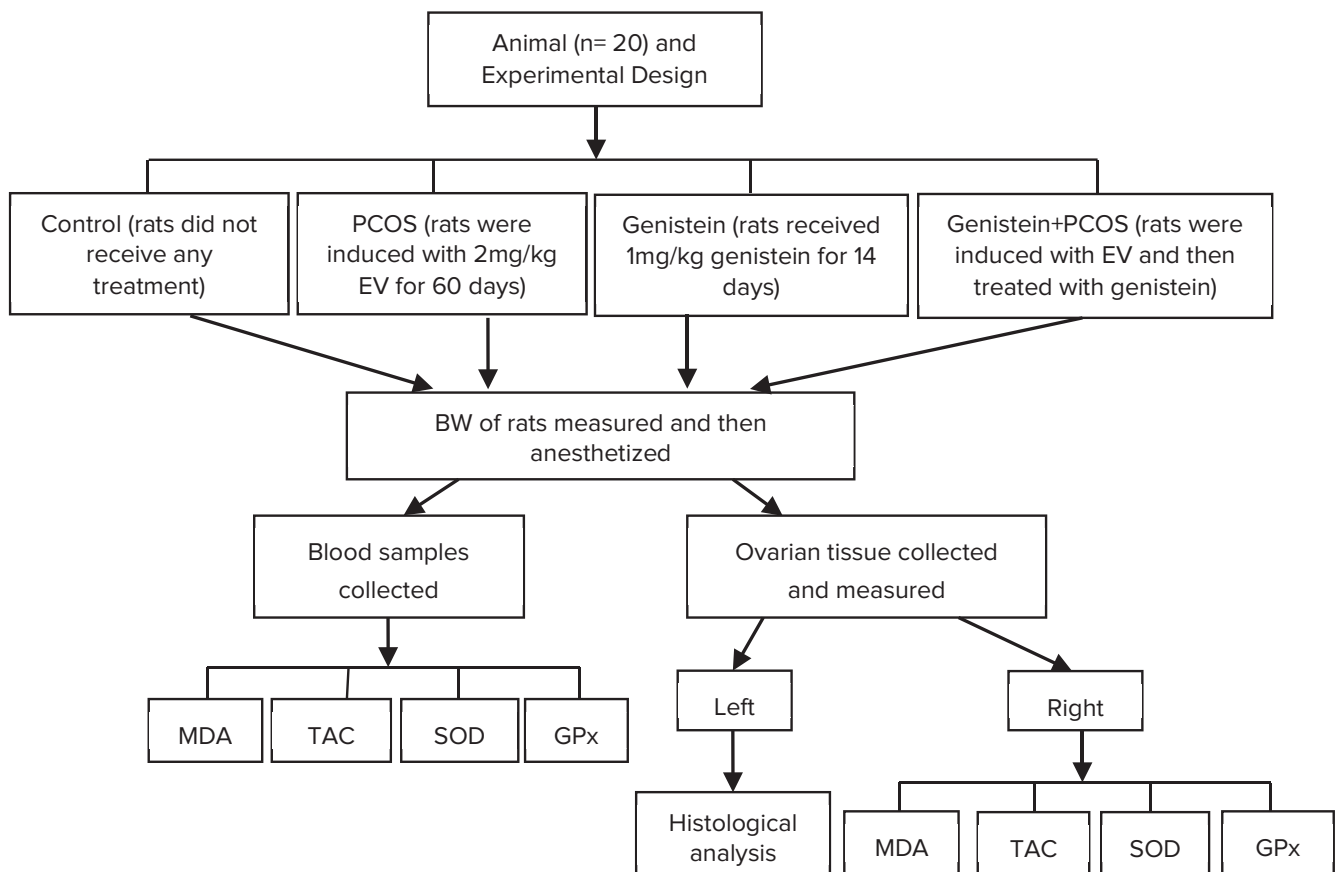 Animal (n= 20) and
Experimental Design
Control (rats did not
receive any
treatment)
PCOS (rats were
induced with 2mg/kg
EV for 60 days)
Genistein (rats received
1mg/kg genistein for 14
days)
Genistein+PCOS (rats were
induced with EV and then
treated with genistein)
BW of rats measured and then
anesthetized
Blood samples
collected
Ovarian tissue collected
and measured
MDA
TAC
SOD
GPx
Left
Right
Histological
analysis
MDA
TAC
SOD
GPx